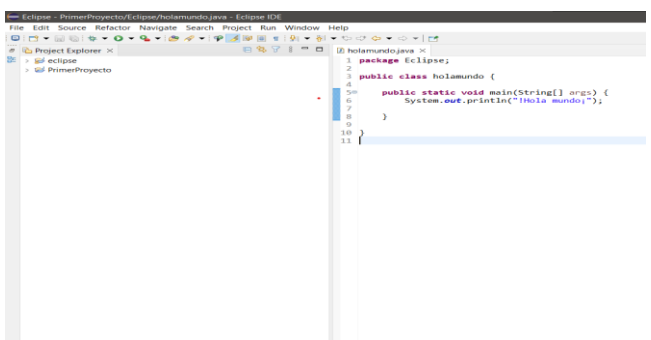 Eclipse - PrimerProyecto/Eclipse/holamundo.java - Eclipse IDE
File Edit Source Refactor Navigate Search Project Run Window Help
Project Explorer
eclipse
PrimerProyecto
holamundo.java
1 package Eclipse;
2
3 public class holamundo {
4
5 public static void main(String[] args) {
6 System.out.println("!Hola mundo¡");
7
8 }
9
10 }
11